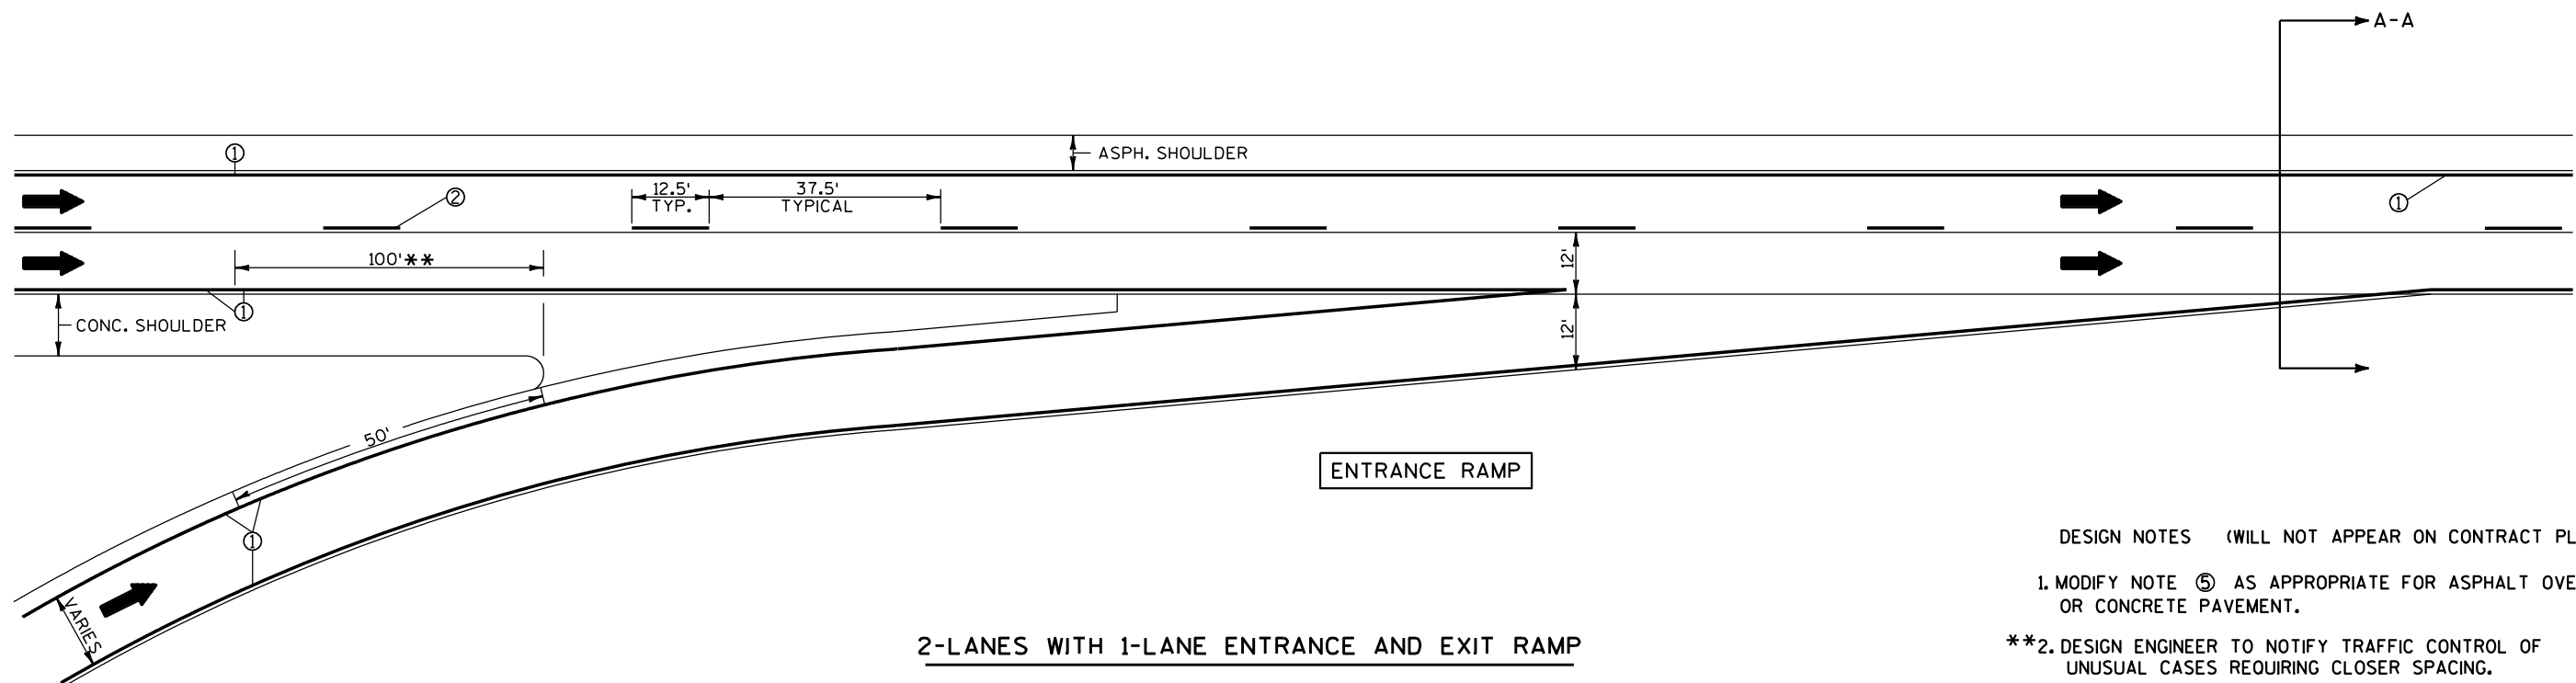 A-A
①
ASPH. SHOULDER
12.5'
TYP.
37.5'
TYPICAL
②
①
100'**
12'
①
CONC. SHOULDER
12'
50'
ENTRANCE RAMP
①
VARIES
2-LANES WITH 1-LANE ENTRANCE AND EXIT RAMP
DESIGN NOTES (WILL NOT APPEAR ON CONTRACT PL
1. MODIFY NOTE ⑤ AS APPROPRIATE FOR ASPHALT OVE
OR CONCRETE PAVEMENT.
**2. DESIGN ENGINEER TO NOTIFY TRAFFIC CONTROL OF
UNUSUAL CASES REQUIRING CLOSER SPACING.